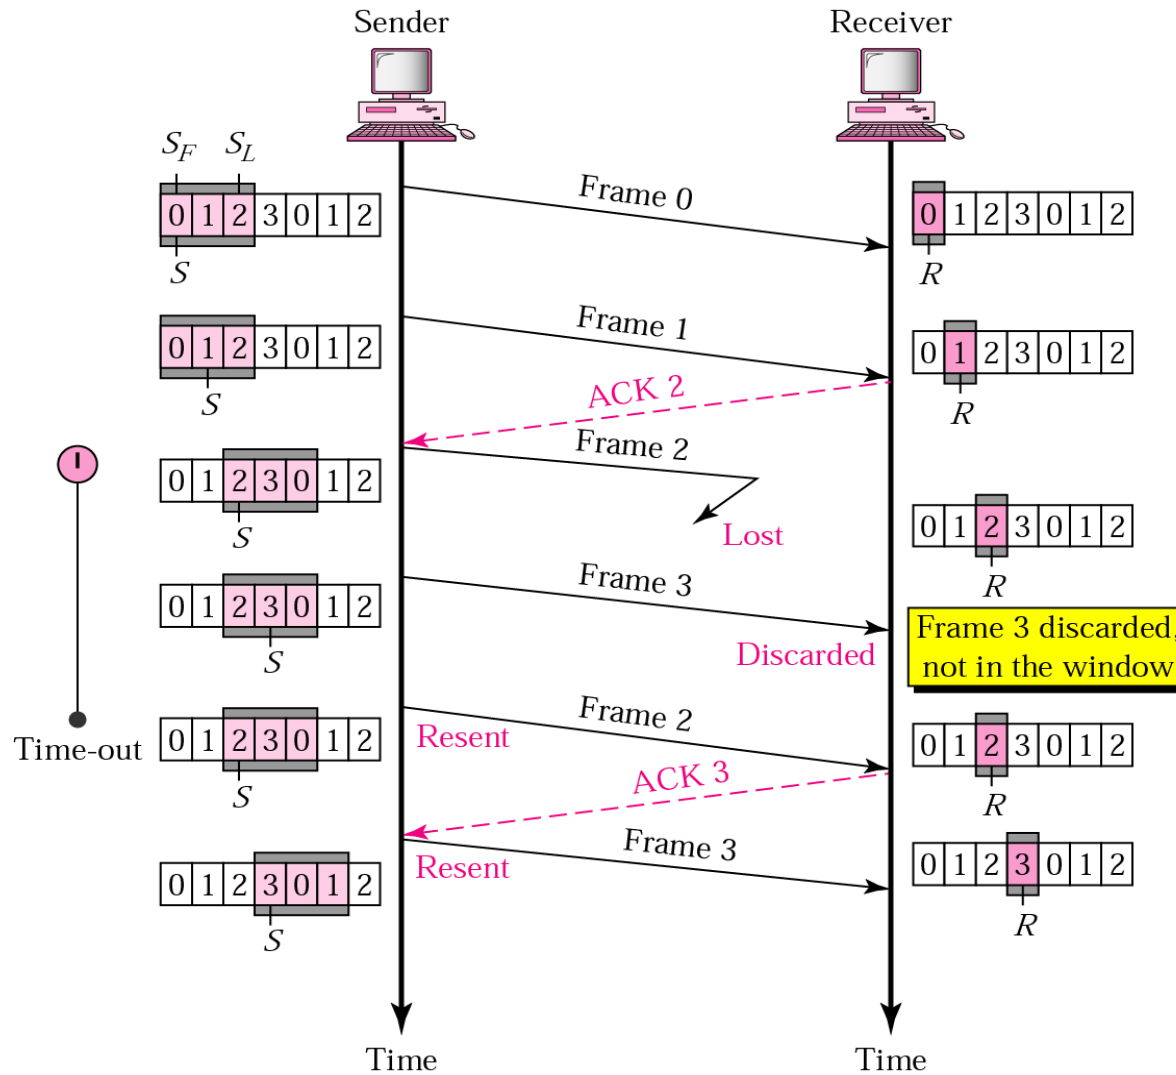 Sender
Receiver
S_F S_L
Frame 0
0 1 2 3 0 1 2
0 1 2 3 0 1 2
S
R
Frame 1
0 1 2 3 0 1 2
0 1 2 3 0 1 2
S
R
ACK 2
Frame 2
0 1 2 3 0 1 2
Lost
0 1 2 3 0 1 2
S
R
Frame 3
0 1 2 3 0 1 2
S
Discarded
Frame 3 discarded,
not in the window
Frame 2
Time-out
0 1 2 3 0 1 2
Resent
0 1 2 3 0 1 2
S
R
ACK 3
Frame 3
0 1 2 3 0 1 2
Resent
0 1 2 3 0 1 2
S
R
Time
Time